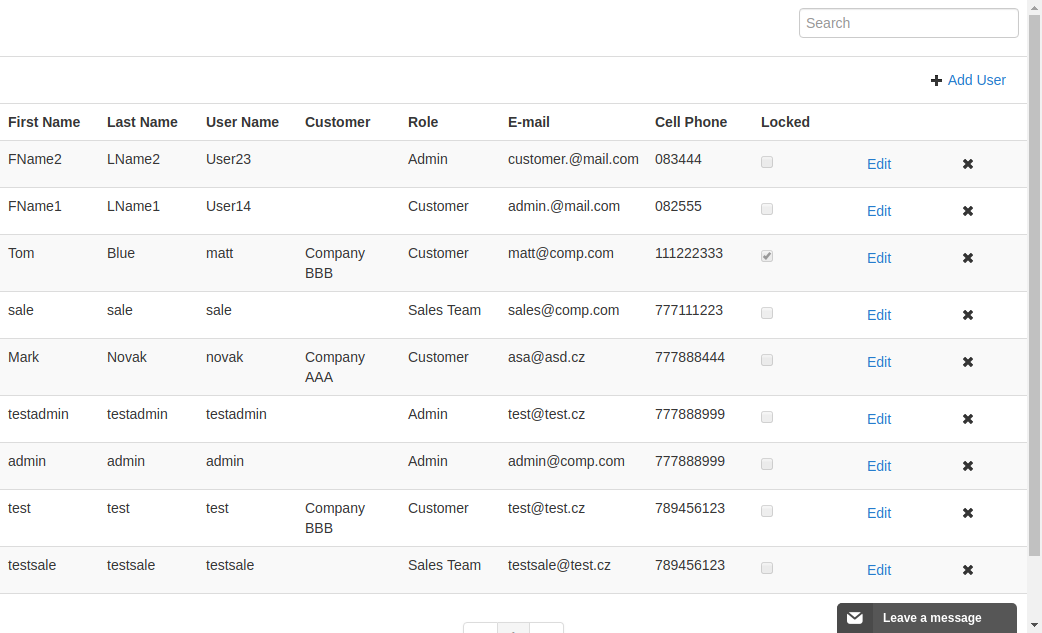 Search
Add User
First Name Last Name User Name Customer Role E-mail Cell Phone Locked
FName2 LName2 User23 Admin customer.@mail.com 083444 Edit
FName1 LName1 User14 Customer admin.@mail.com 082555 Edit
Tom Blue matt Company BBB Customer matt@comp.com 111222333 Edit
sale sale sale Sales Team sales@comp.com 777111223 Edit
Mark Novak novak Company AAA Customer asa@asd.cz 777888444 Edit
testadmin testadmin testadmin Admin test@test.cz 777888999 Edit
admin admin admin Admin admin@comp.com 777888999 Edit
test test test Company BBB Customer test@test.cz 789456123 Edit
testsale testsale testsale Sales Team testsale@test.cz 789456123 Edit
Leave a message